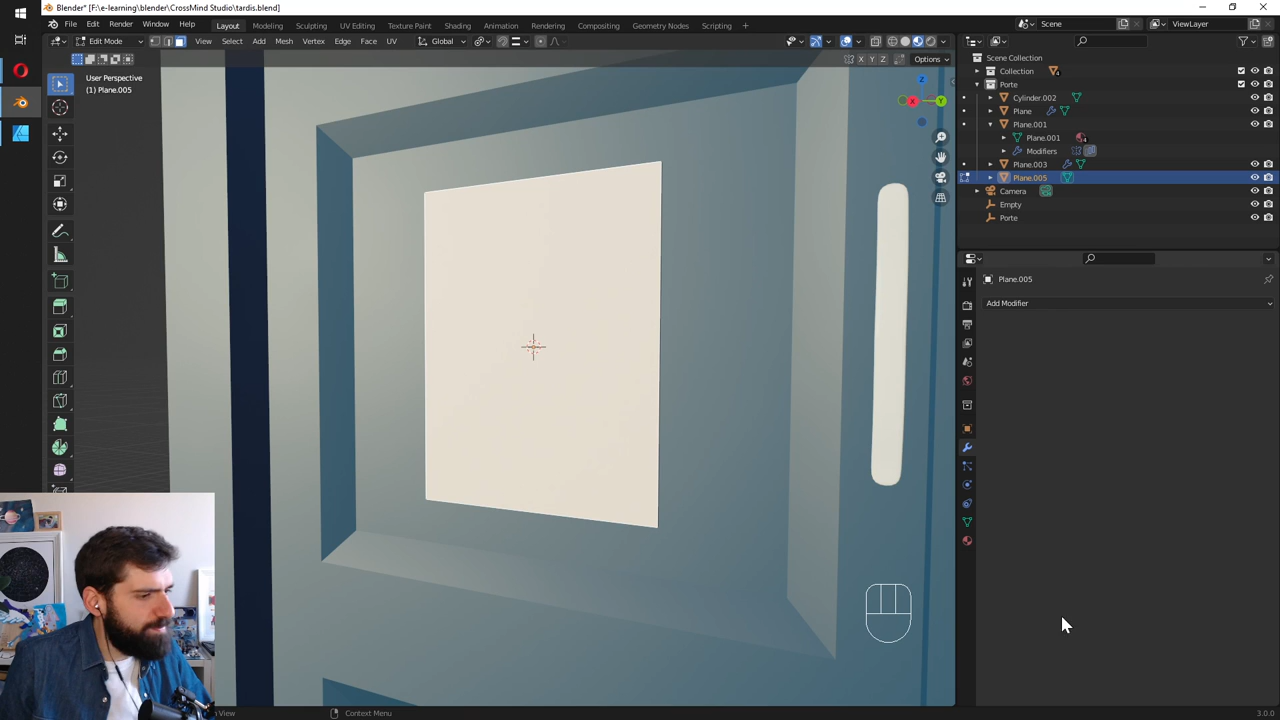 Blender* [F:\e-learning\blender\CrossMind Studio\tardis.blend]
File Edit Render Window Help Layout Modeling Sculpting UV Editing Texture Paint Shading Animation Rendering Compositing Geometry Nodes Scripting Scene ViewLayer
Edit Mode View Select Add Mesh Vertex Edge Face UV Global
X Y Z Options
User Perspective
(1) Plane.005
Z
X Y
Scene Collection
Collection 4
Porte
Cylinder.002
Plane
Plane.001
Plane.001 4
Modifiers
Plane.003
Plane.005
Camera
Empty
Porte
Plane.005
Add Modifier
View Context Menu 3.0.0